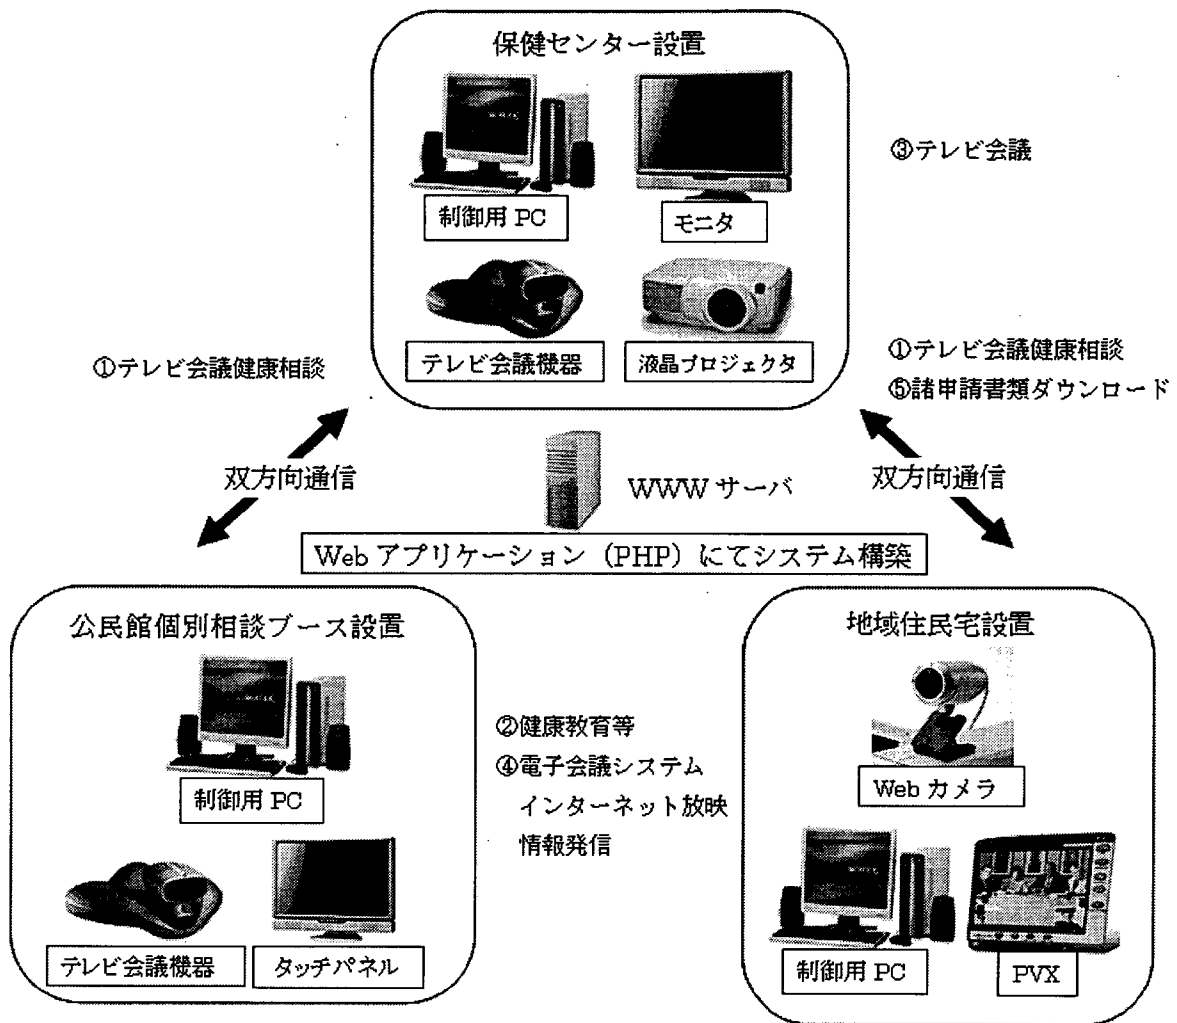 保健センター設置
制御用 PC
モニタ
テレビ会議機器
液晶プロジェクタ
③テレビ会議
①テレビ会議健康相談
①テレビ会議健康相談
⑤諸申請書類ダウンロード
双方向通信
WWW サーバ
双方向通信
Web アプリケーション（PHP）にてシステム構築
公民館個別相談ブース設置
制御用 PC
テレビ会議機器
タッチパネル
②健康教育等
④電子会議システム
インターネット放映
情報発信
地域住民宅設置
Web カメラ
制御用 PC
PVX